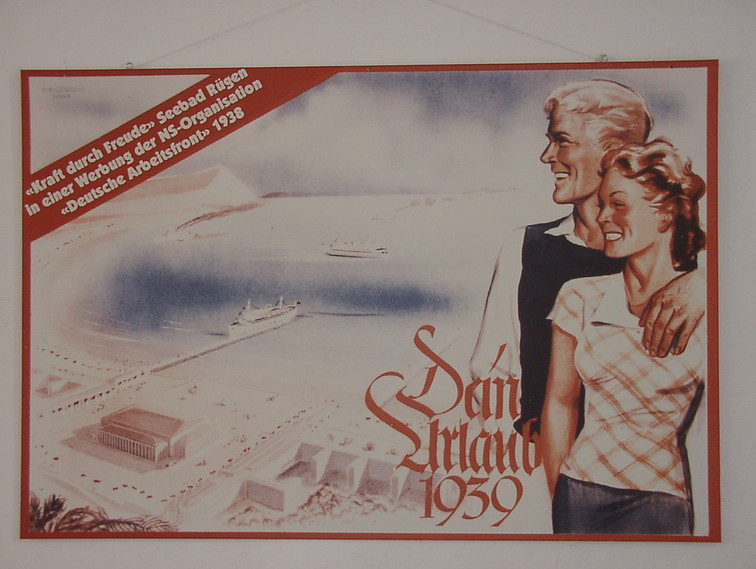 «Kraft durch Freude» Seebad Rügen
in einer Werbung der NS-Organisation
«Deutsche Arbeitsfront» 1938
Dein
Urlaub
1939